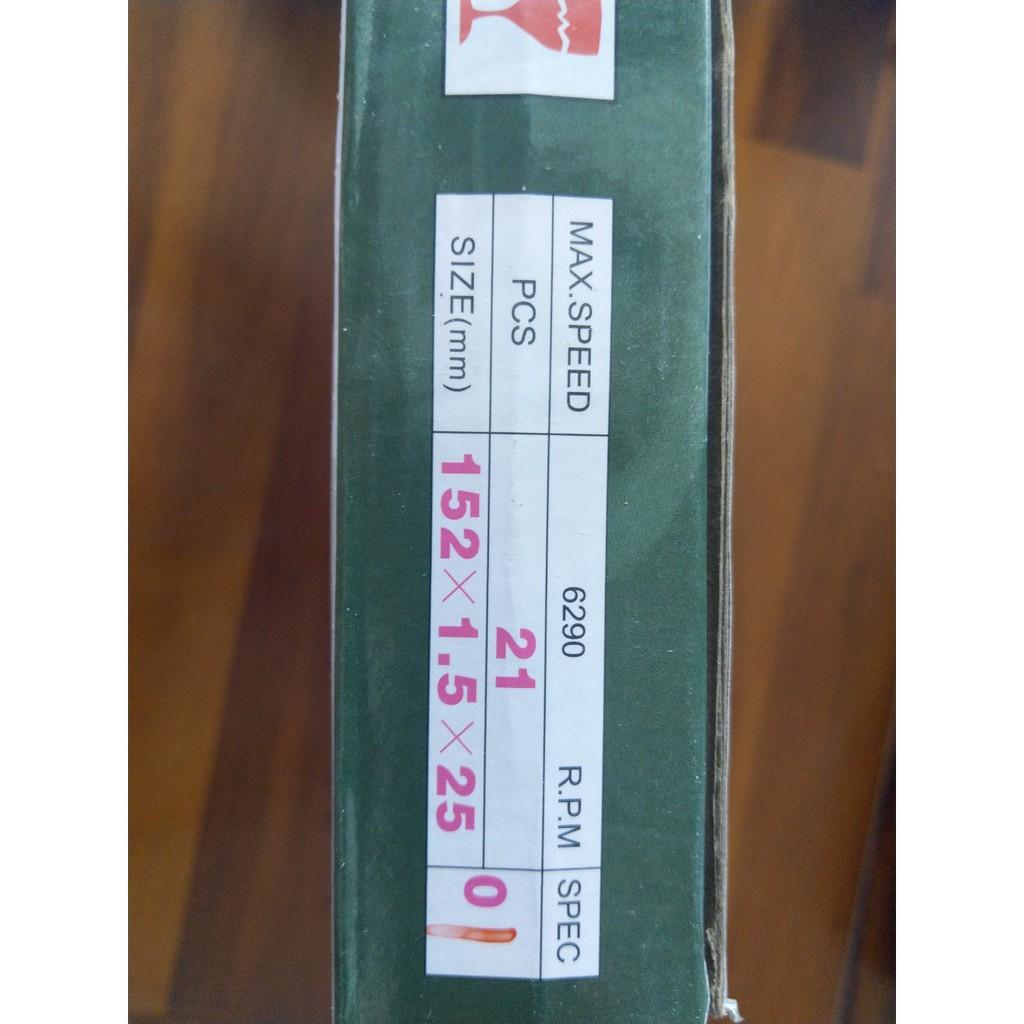 MAX.SPEED 6290 R.P.M SPEC
PCS 21 0
SIZE(mm) 152×1.5×25